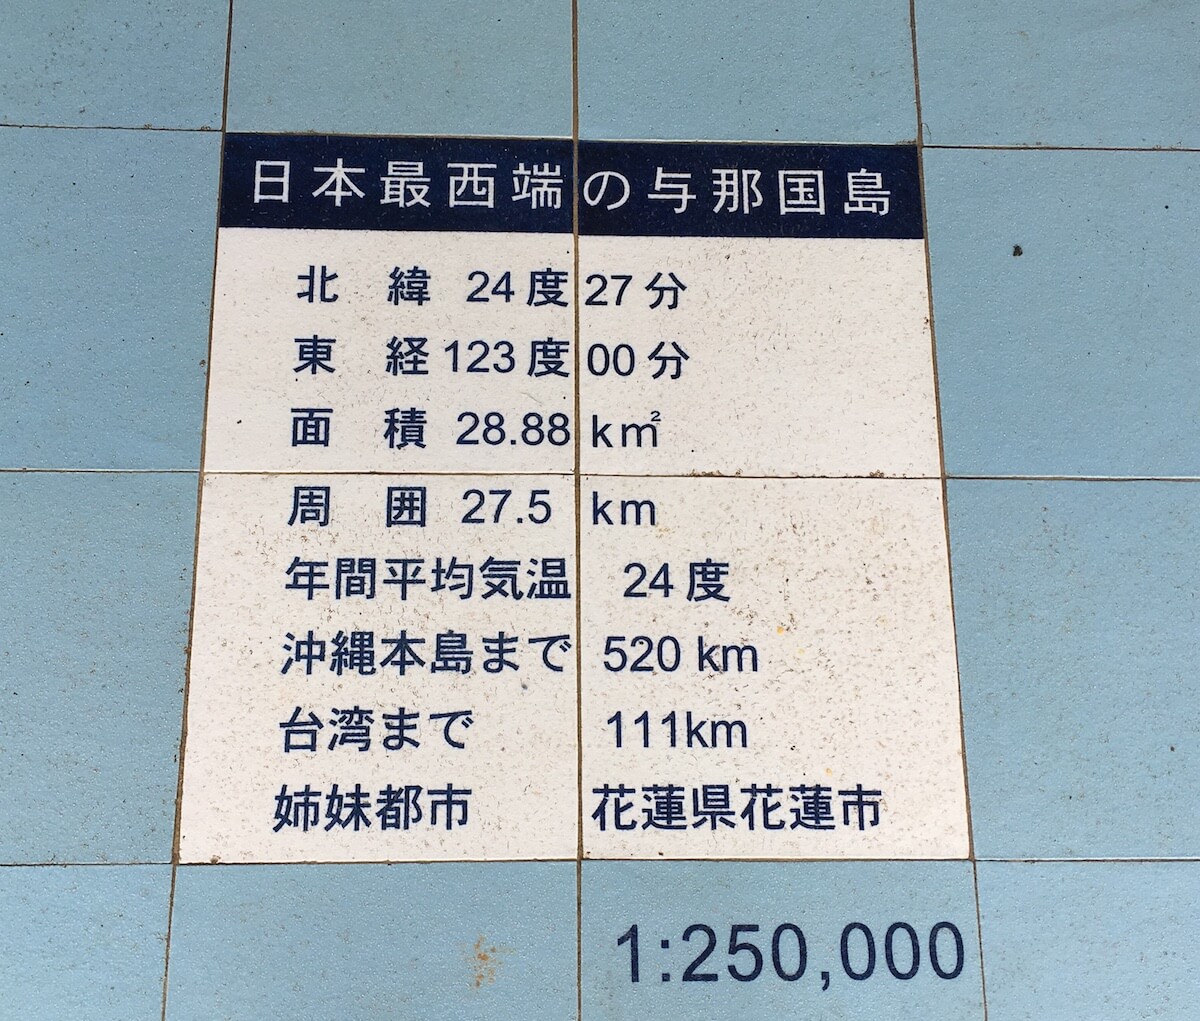 日本最西端の与那国島
北　緯 24度27分
東　経 123度00分
面　積 28.88 km²
周　囲 27.5 km
年間平均気温 24度
沖縄本島まで 520 km
台湾まで 111km
姉妹都市 花蓮県花蓮市
1:250,000